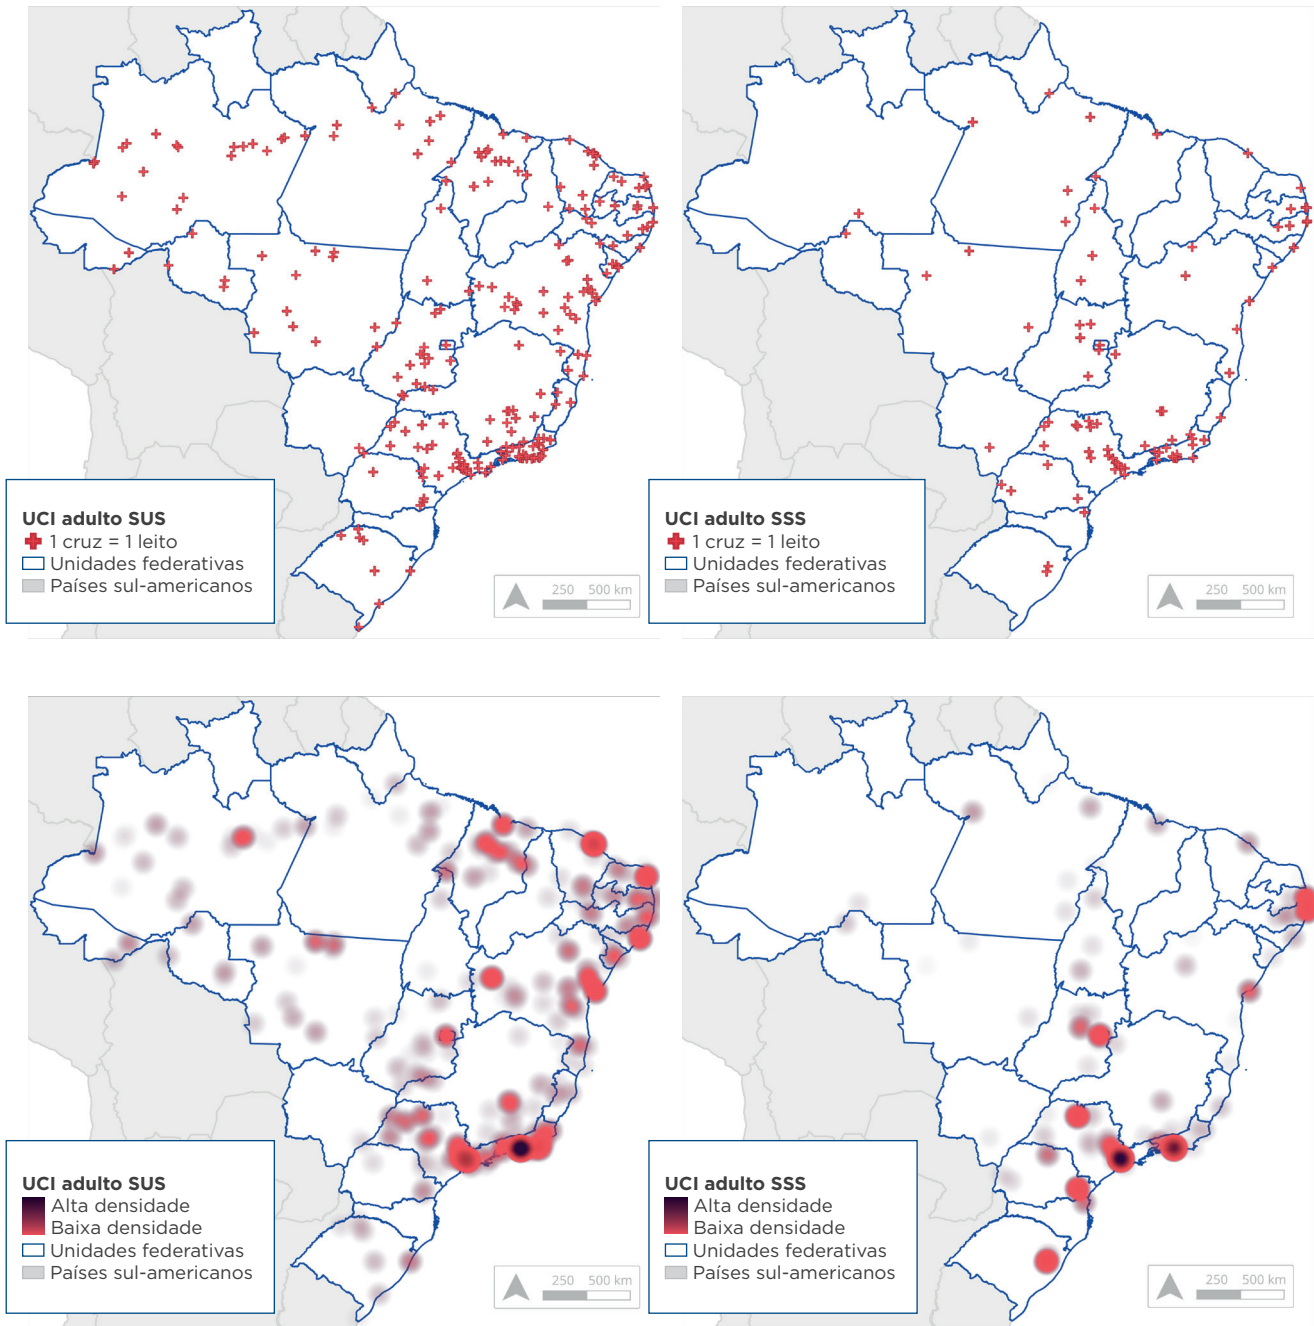 UCI adulto SUS
1 cruz = 1 leito
Unidades federativas
Países sul-americanos
250 500 km
UCI adulto SSS
1 cruz = 1 leito
Unidades federativas
Países sul-americanos
250 500 km
UCI adulto SUS
Alta densidade
Baixa densidade
Unidades federativas
Países sul-americanos
250 500 km
UCI adulto SSS
Alta densidade
Baixa densidade
Unidades federativas
Países sul-americanos
250 500 km